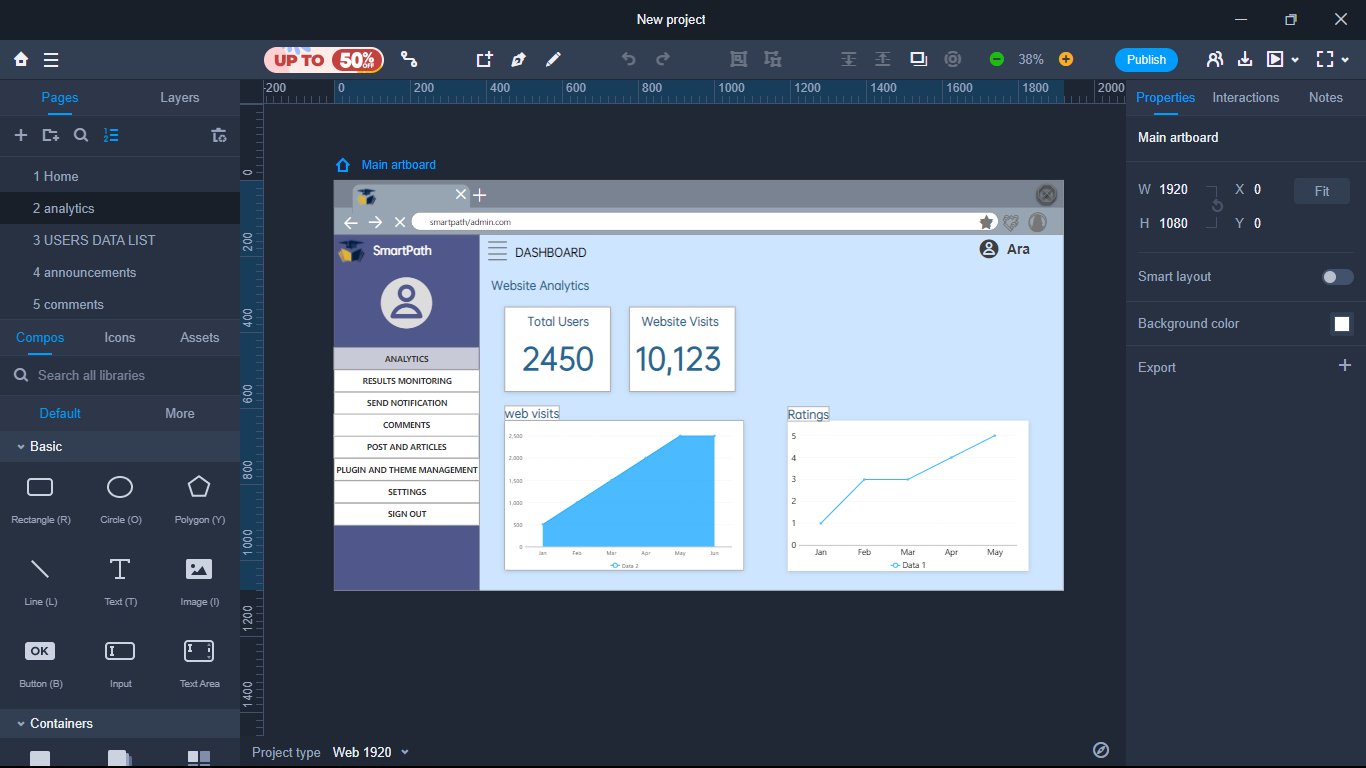 New project
UP TO 50% OFF
38%
Publish
Pages Layers
-200 0 200 400 600 800 1000 1200 1400 1600 1800 2000
Properties Interactions Notes
1 Home
2 analytics
3 USERS DATA LIST
4 announcements
5 comments
Compos Icons Assets
Search all libraries
Default More
Basic
Rectangle (R) Circle (O) Polygon (Y)
Line (L) Text (T) Image (I)
OK
Button (B) Input Text Area
Containers
0
200
400
600
800
1000
1200
1400
Main artboard
smartpath/admin.com
SmartPath
DASHBOARD
Ara
Website Analytics
Total Users
2450
Website Visits
10,123
ANALYTICS
RESULTS MONITORING
SEND NOTIFICATION
COMMENTS
POST AND ARTICLES
PLUGIN AND THEME MANAGEMENT
SETTINGS
SIGN OUT
web visits
2,500
2,000
1,500
1,000
500
0
Jan Feb Mar Apr May Jun
Data 2
Ratings
5
4
3
2
1
0
Jan Feb Mar Apr May
Data 1
Project type Web 1920
Main artboard
W 1920 X 0 Fit
H 1080 Y 0
Smart layout
Background color
Export